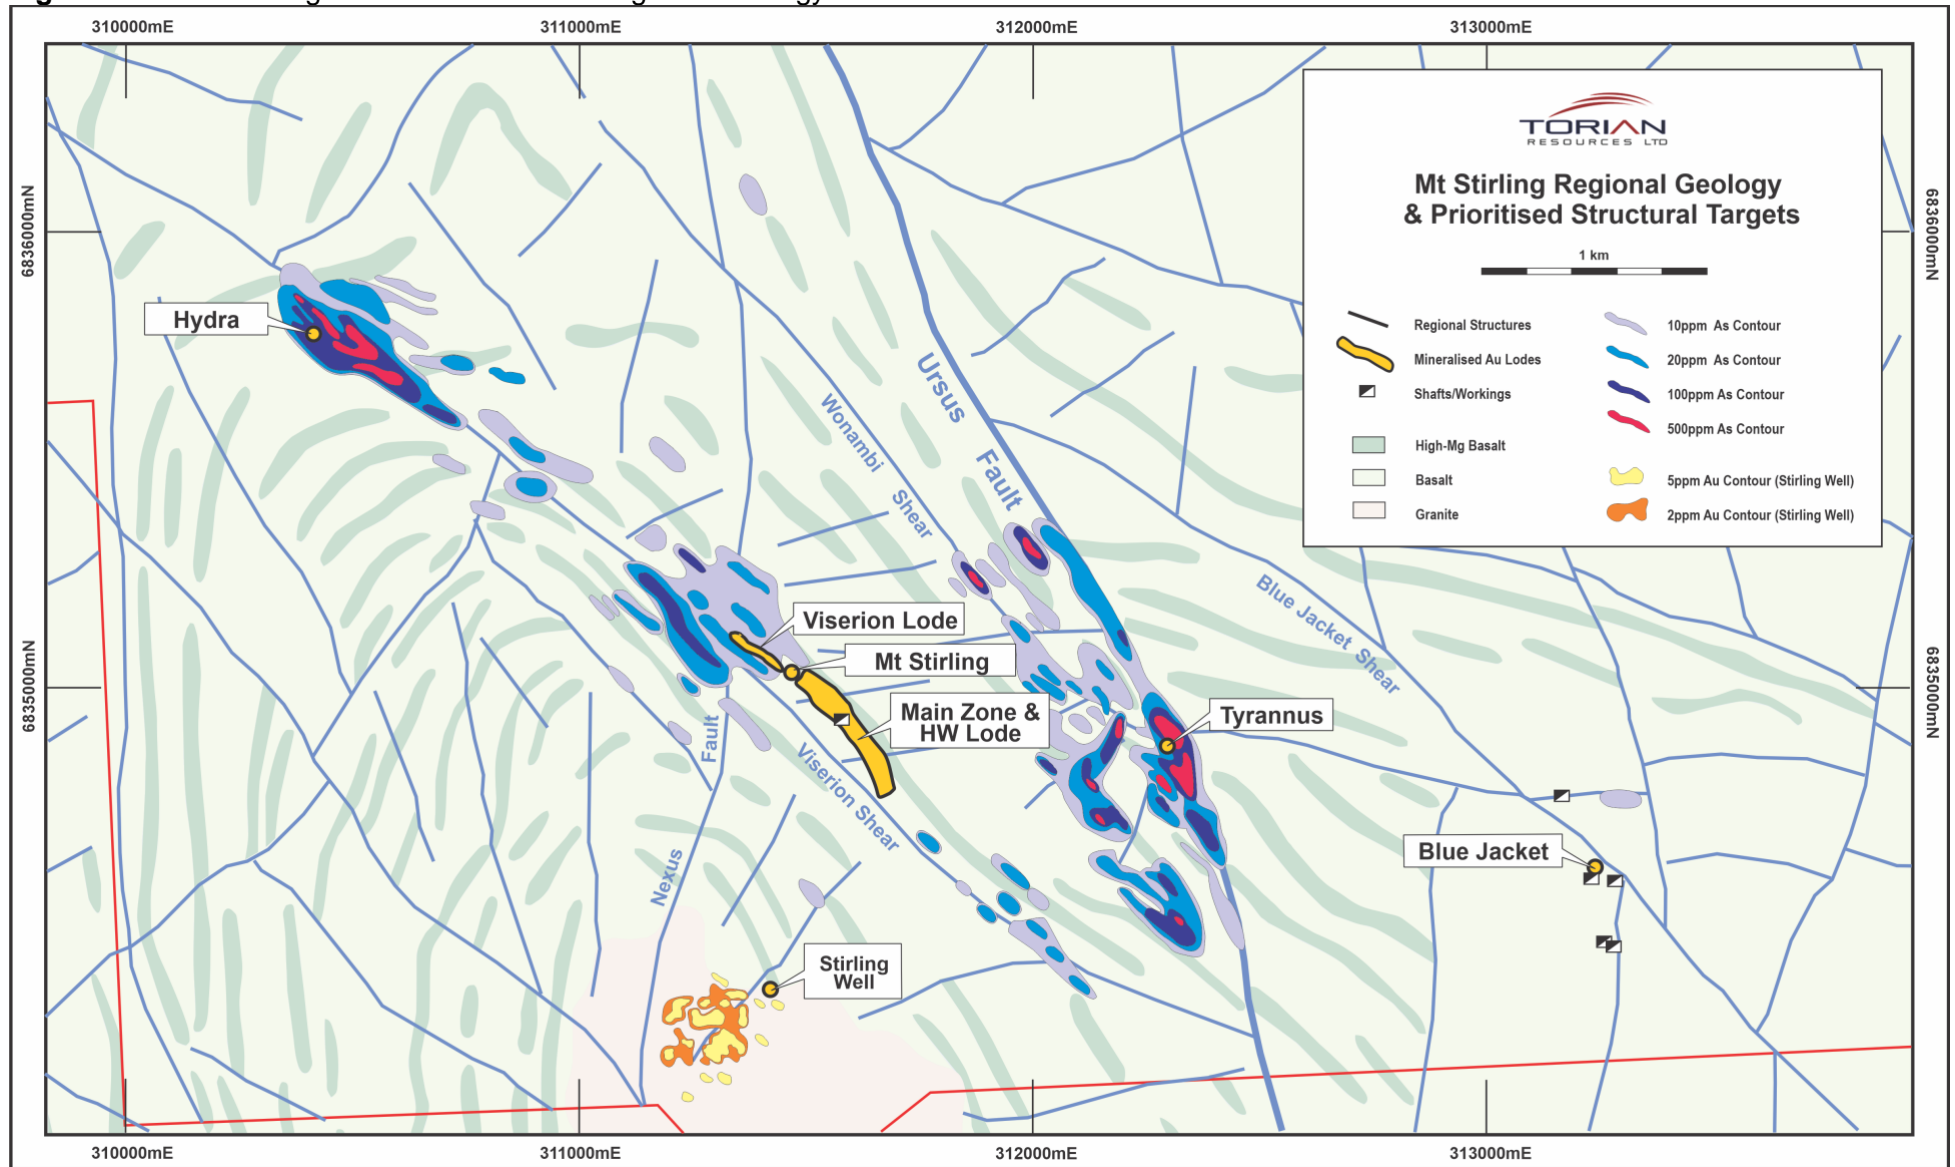 310000mE
311000mE
312000mE
313000mE
TORIAN
RESOURCES LTD
Mt Stirling Regional Geology
& Prioritised Structural Targets
1 km
Regional Structures
Mineralised Au Lodes
Shafts/Workings
High-Mg Basalt
Basalt
Granite
10ppm As Contour
20ppm As Contour
100ppm As Contour
500ppm As Contour
5ppm Au Contour (Stirling Well)
2ppm Au Contour (Stirling Well)
6836000mN
6836000mN
Hydra
Ursus
Fault
Wonambi
Shear
Blue Jacket Shear
Viserion Lode
Mt Stirling
Main Zone &
HW Lode
Tyrannus
6835000mN
6835000mN
Viserion Shear
Fault
Nexus
Blue Jacket
Stirling
Well
310000mE
311000mE
312000mE
313000mE